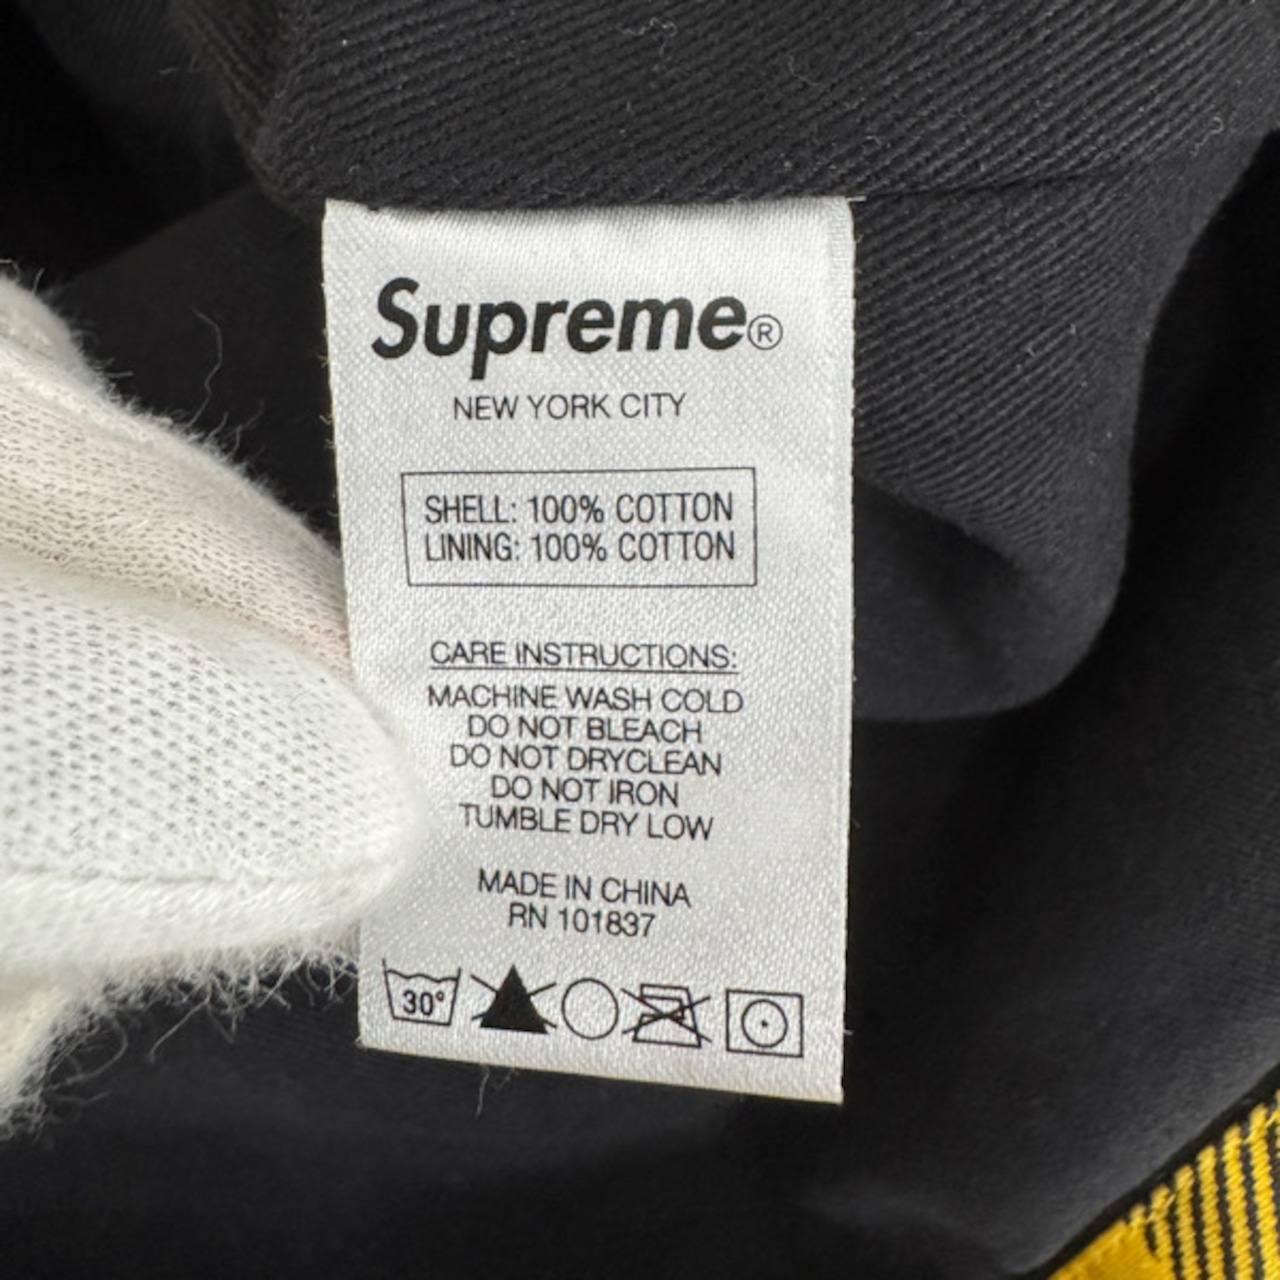 Supreme®
NEW YORK CITY
SHELL: 100% COTTON
LINING: 100% COTTON
CARE INSTRUCTIONS:
MACHINE WASH COLD
DO NOT BLEACH
DO NOT DRYCLEAN
DO NOT IRON
TUMBLE DRY LOW
MADE IN CHINA
RN 101837
30°